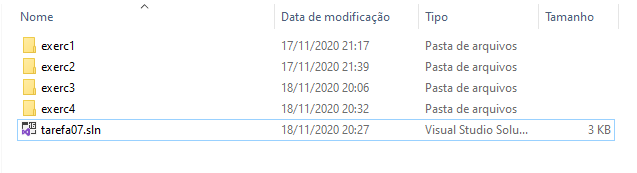 Nome Data de modificação Tipo Tamanho
exerc1 17/11/2020 21:17 Pasta de arquivos
exerc2 17/11/2020 21:39 Pasta de arquivos
exerc3 18/11/2020 20:06 Pasta de arquivos
exerc4 18/11/2020 20:32 Pasta de arquivos
tarefa07.sln 18/11/2020 20:27 Visual Studio Solu... 3 KB